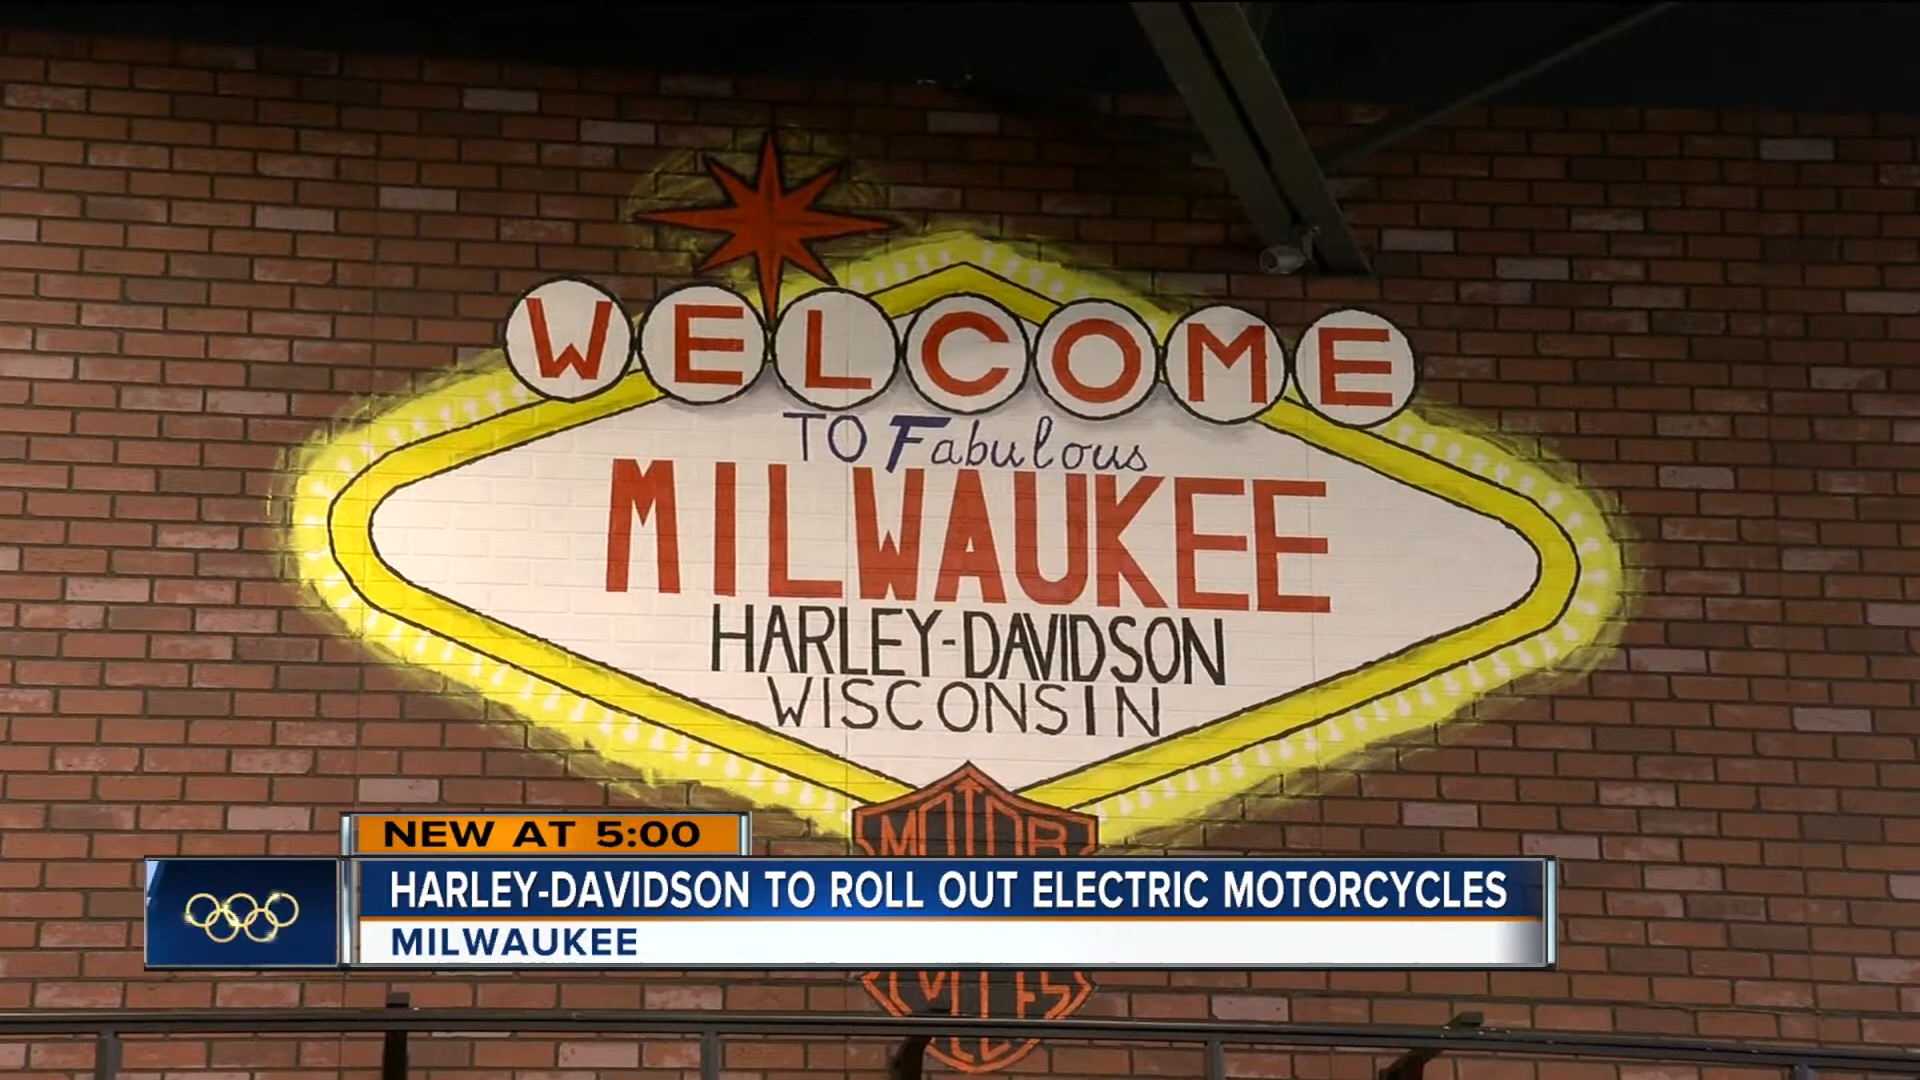 WELCOME
TO Fabulous
MILWAUKEE
HARLEY-DAVIDSON
WISCONSIN
MOTOR
NEW AT 5:00
HARLEY-DAVIDSON TO ROLL OUT ELECTRIC MOTORCYCLES
MILWAUKEE